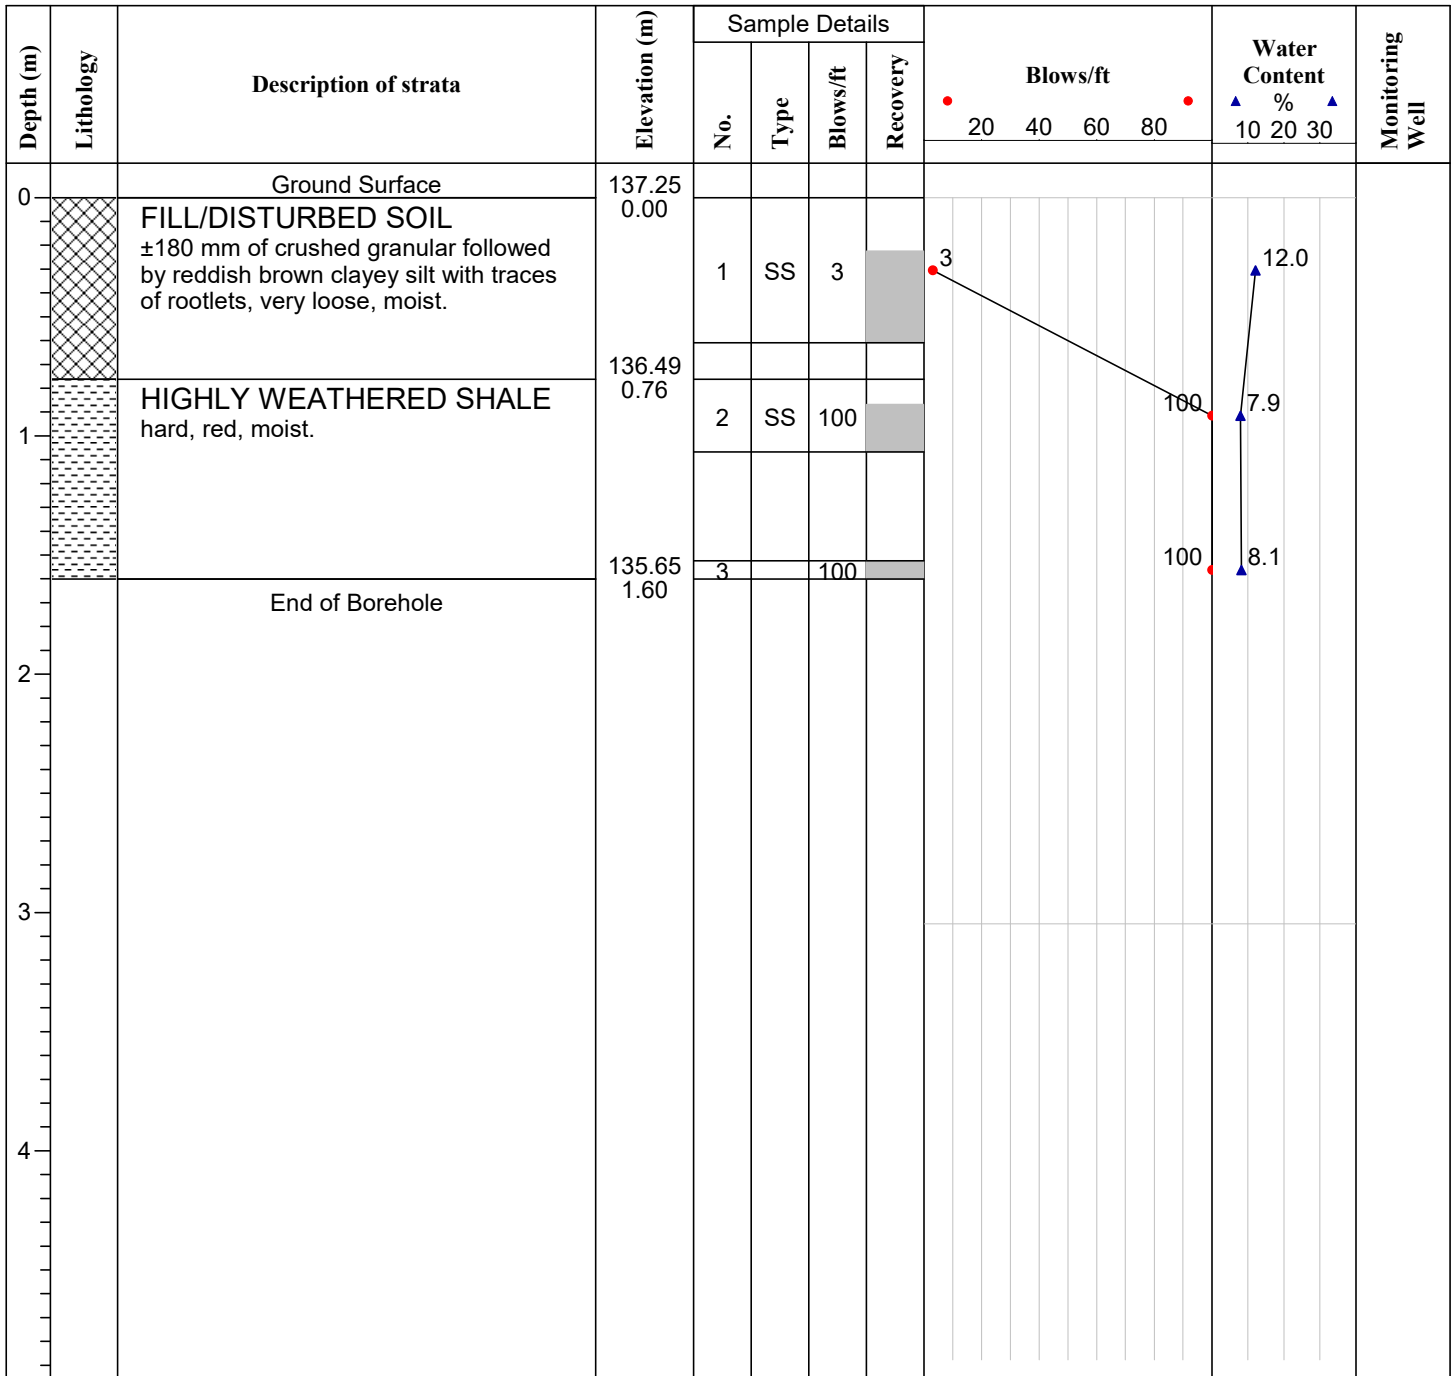 Depth (m)
Lithology
Description of strata
Elevation (m)
Sample Details
No.
Type
Blows/ft
Recovery
Blows/ft
20 40 60 80
Water
Content
%
10 20 30
Monitoring
Well
Ground Surface
137.25
0.00
0
FILL/DISTURBED SOIL
±180 mm of crushed granular followed
by reddish brown clayey silt with traces
of rootlets, very loose, moist.
1 SS 3
3
12.0
136.49
0.76
HIGHLY WEATHERED SHALE
hard, red, moist.
2 SS 100
100
7.9
1
135.65
1.60
3 100
100
8.1
End of Borehole
2
3
4